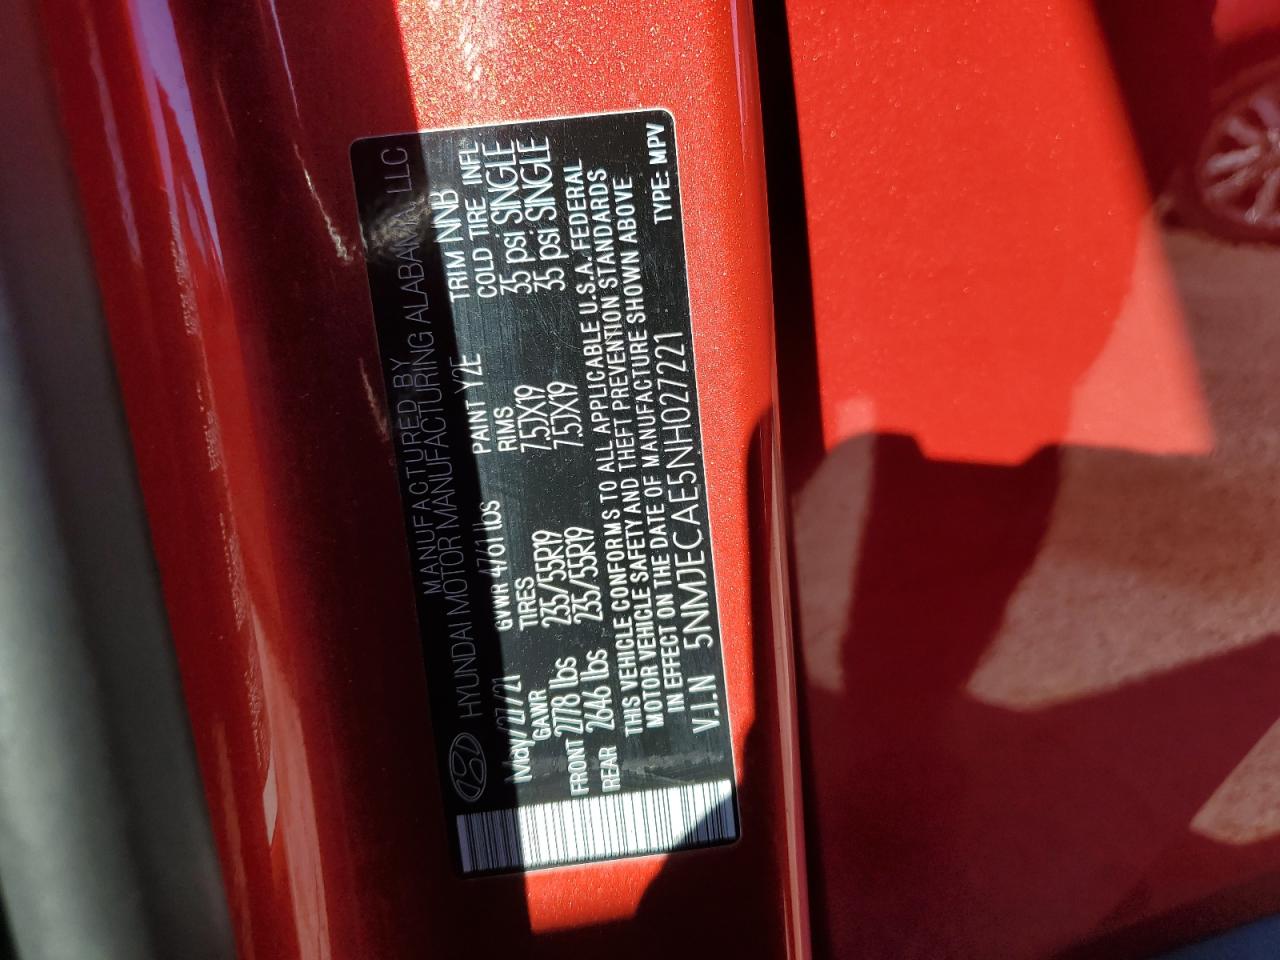 MANUFACTURED BY
HYUNDAI MOTOR MANUFACTURING ALABAMA, LLC
May/27/21 GVWR 4761 lbs PAINT Y2E TRIM NNB
GAWR TIRES RIMS COLD TIRE INFL
FRONT 2778 lbs 235/55R19 7.5JX19 35 psi SINGLE
REAR 2646 lbs 235/55R19 7.5JX19 35 psi SINGLE
THIS VEHICLE CONFORMS TO ALL APPLICABLE U.S.A. FEDERAL
MOTOR VEHICLE SAFETY AND THEFT PREVENTION STANDARDS
IN EFFECT ON THE DATE OF MANUFACTURE SHOWN ABOVE
V.I.N 5NMJECAE5NH027221 TYPE: MPV